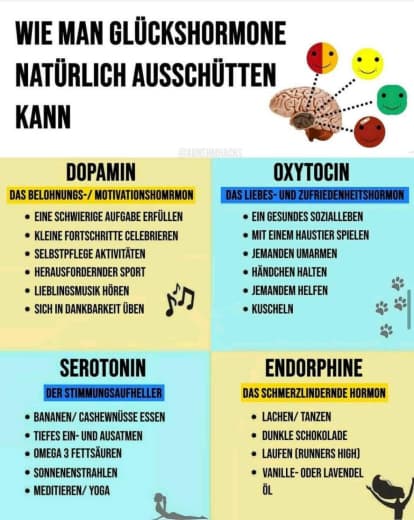 WIE MAN GLÜCKSHORMONE
NATÜRLICH AUSSCHÜTTEN
KANN
DOPAMIN
DAS BELOHNUNGS-/ MOTIVATIONSHOMRMON
• EINE SCHWIERIGE AUFGABE ERFÜLLEN
• KLEINE FORTSCHRITTE CELEBRIEREN
• SELBSTPFLEGE AKTIVITÄTEN
• HERAUSFORDERNDER SPORT
• LIEBLINGSMUSIK HÖREN
• SICH IN DANKBARKEIT ÜBEN
OXYTOCIN
DAS LIEBES- UND ZUFRIEDENHEITSHORMON
• EIN GESUNDES SOZIALLEBEN
• MIT EINEM HAUSTIER SPIELEN
• JEMANDEN UMARMEN
• HÄNDCHEN HALTEN
• JEMANDEM HELFEN
• KUSCHELN
SEROTONIN
DER STIMMUNGSAUFHELLER
• BANANEN/ CASHEWNÜSSE ESSEN
• TIEFES EIN- UND AUSATMEN
• OMEGA 3 FETTSÄUREN
• SONNENENSTRAHLEN
• MEDITIEREN/ YOGA
ENDORPHINE
DAS SCHMERZLINDERNDE HORMON
• LACHEN/ TANZEN
• DUNKLE SCHOKOLADE
• LAUFEN (RUNNERS HIGH)
• VANILLE- ODER LAVENDEL
ÖL